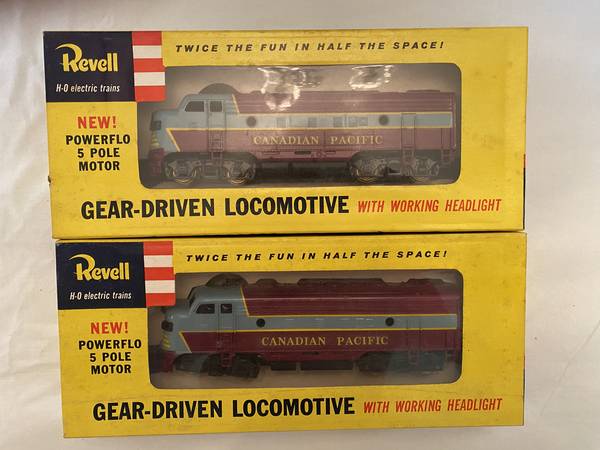 Revell
H-O electric trains
TWICE THE FUN IN HALF THE SPACE!
NEW!
POWERFLO
5 POLE
MOTOR
CANADIAN PACIFIC
GEAR-DRIVEN LOCOMOTIVE WITH WORKING HEADLIGHT
Revell
H-O electric trains
TWICE THE FUN IN HALF THE SPACE!
NEW!
POWERFLO
5 POLE
MOTOR
CANADIAN PACIFIC
GEAR-DRIVEN LOCOMOTIVE WITH WORKING HEADLIGHT